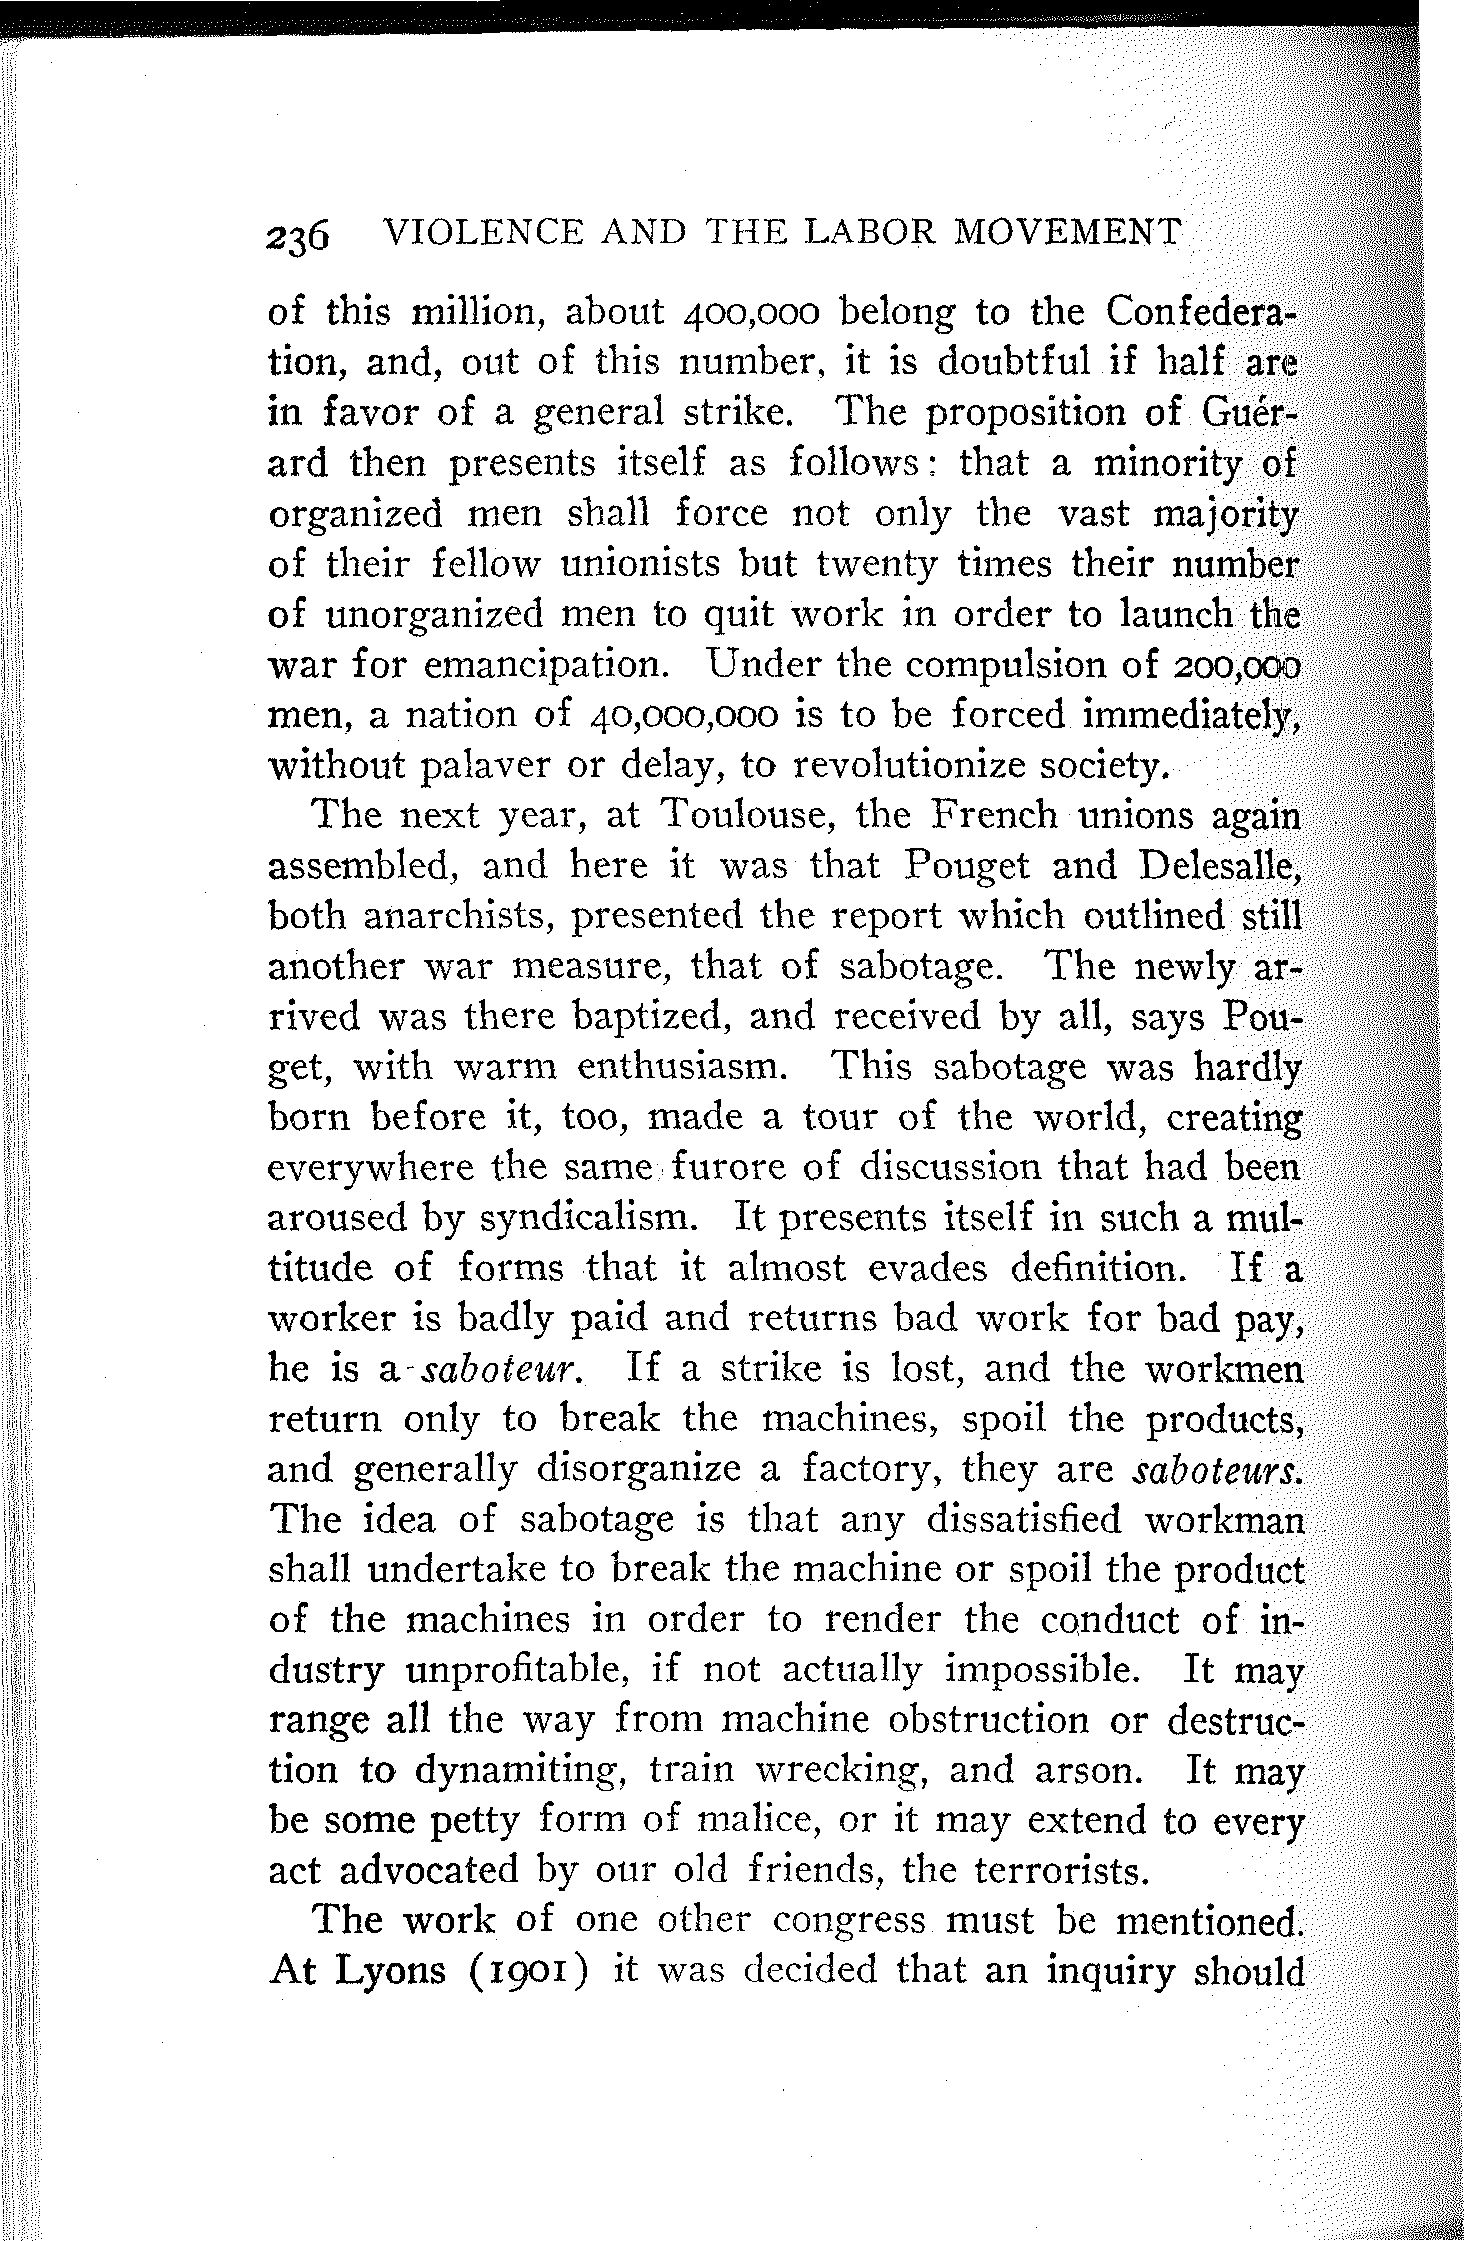 236 VIOLENCE AND THE LABOR MOVEMENT
of this million, about 400,000 belong to the Confedera-
tion, and, out of this number, it is doubtful if half are
in favor of a general strike. The proposition of Guér-
ard then presents itself as follows: that a minority of
organized men shall force not only the vast majority
of their fellow unionists but twenty times their number
of unorganized men to quit work in order to launch the
war for emancipation. Under the compulsion of 200,000
men, a nation of 40,000,000 is to be forced immediately,
without palaver or delay, to revolutionize society.
The next year, at Toulouse, the French unions again
assembled, and here it was that Pouget and Delesalle,
both anarchists, presented the report which outlined still
another war measure, that of sabotage. The newly ar-
rived was there baptized, and received by all, says Pou-
get, with warm enthusiasm. This sabotage was hardly
born before it, too, made a tour of the world, creating
everywhere the same furore of discussion that had been
aroused by syndicalism. It presents itself in such a mul-
titude of forms that it almost evades definition. If a
worker is badly paid and returns bad work for bad pay,
he is a saboteur. If a strike is lost, and the workmen
return only to break the machines, spoil the products,
and generally disorganize a factory, they are saboteurs.
The idea of sabotage is that any dissatisfied workman
shall undertake to break the machine or spoil the product
of the machines in order to render the conduct of in-
dustry unprofitable, if not actually impossible. It may
range all the way from machine obstruction or destruc-
tion to dynamiting, train wrecking, and arson. It may
be some petty form of malice, or it may extend to every
act advocated by our old friends, the terrorists.
The work of one other congress must be mentioned.
At Lyons (1901) it was decided that an inquiry should